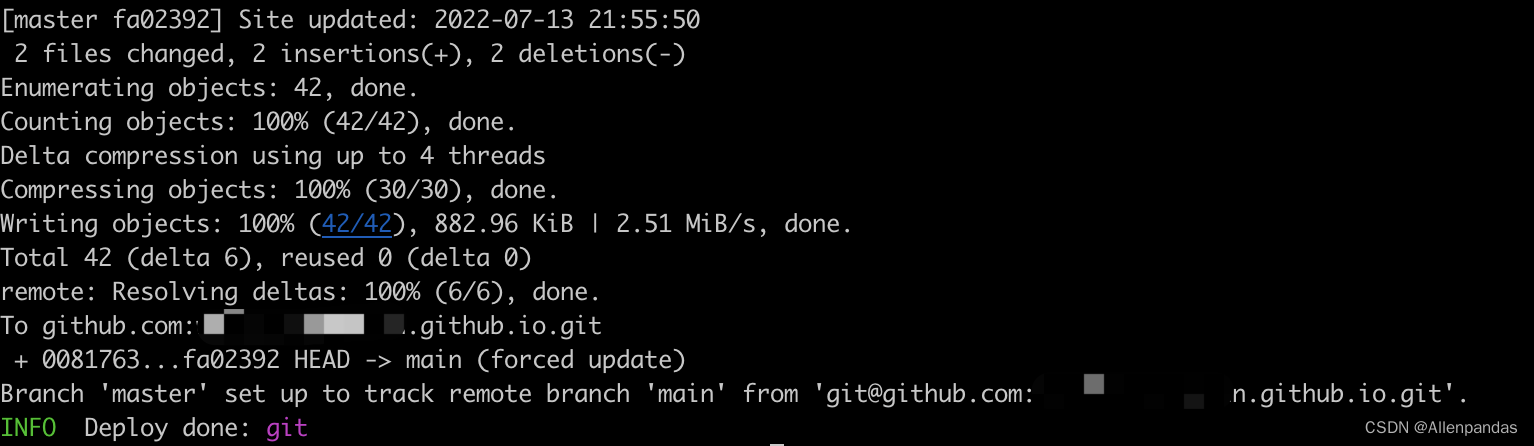 [master fa02392] Site updated: 2022-07-13 21:55:50
 2 files changed, 2 insertions(+), 2 deletions(-)
Enumerating objects: 42, done.
Counting objects: 100% (42/42), done.
Delta compression using up to 4 threads
Compressing objects: 100% (30/30), done.
Writing objects: 100% (42/42), 882.96 KiB | 2.51 MiB/s, done.
Total 42 (delta 6), reused 0 (delta 0)
remote: Resolving deltas: 100% (6/6), done.
To github.com: .github.io.git
 + 0081763...fa02392 HEAD -> main (forced update)
Branch 'master' set up to track remote branch 'main' from 'git@github.com: n.github.io.git'.
INFO  Deploy done: git
CSDN @Allenpandas